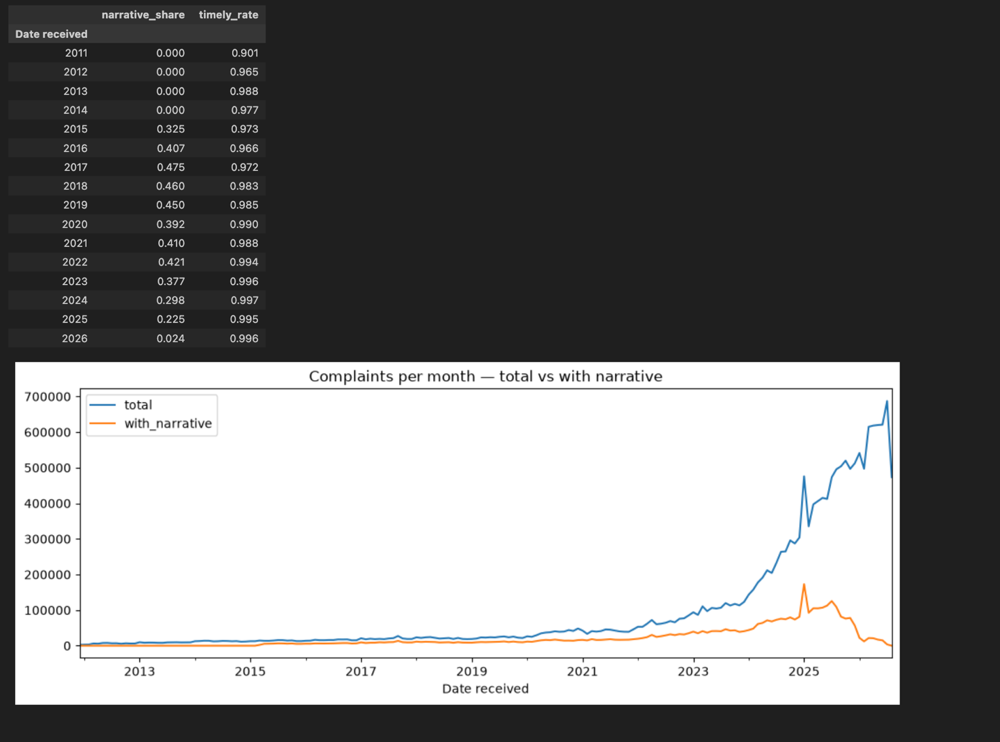 narrative_share timely_rate
Date received
2011 0.000 0.901
2012 0.000 0.965
2013 0.000 0.988
2014 0.000 0.977
2015 0.325 0.973
2016 0.407 0.966
2017 0.475 0.972
2018 0.460 0.983
2019 0.450 0.985
2020 0.392 0.990
2021 0.410 0.988
2022 0.421 0.994
2023 0.377 0.996
2024 0.298 0.997
2025 0.225 0.995
2026 0.024 0.996
Complaints per month — total vs with narrative
total
with_narrative
700000
600000
500000
400000
300000
200000
100000
0
2013 2015 2017 2019 2021 2023 2025
Date received